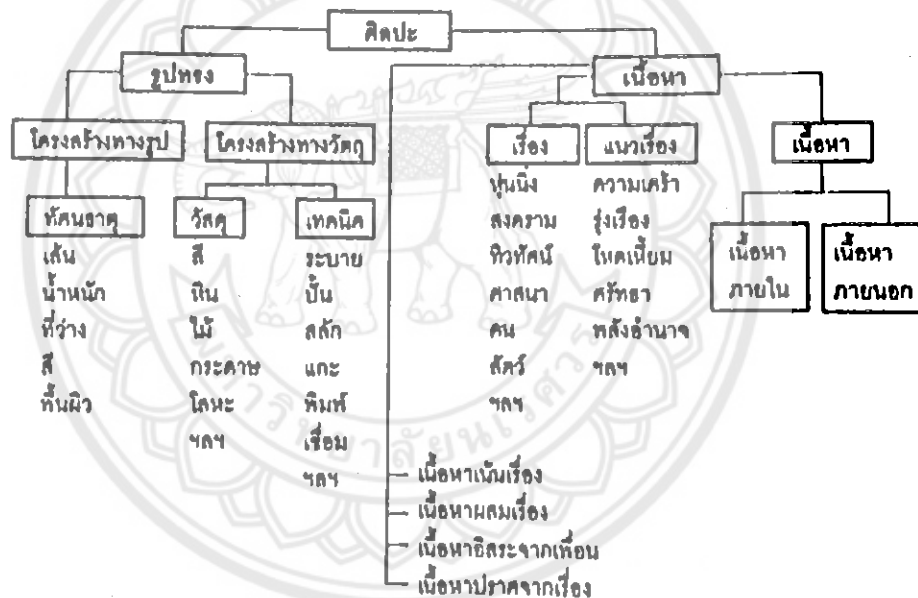 ศิลปะ
รูปทรง
เนื้อหา
โครงสร้างทางรูป
โครงสร้างทางวัตถุ
เรื่อง
แนวเรื่อง
เนื้อหา
ทัศนธาตุ
วัสดุ
เทคนิค
เส้น
น้ำหนัก
ที่ว่าง
สี
พื้นผิว
สี
หิน
ไม้
กระดาษ
โลหะ
ฯลฯ
ระบาย
ปั้น
สลัก
แกะ
พิมพ์
เชื่อม
ฯลฯ
หุ่นนิ่ง
สงคราม
ทิวทัศน์
ศาสนา
คน
สัตว์
ฯลฯ
ความเศร้า
รุ่งเรือง
โหดเหี้ยม
ศรัทธา
พลังอำนาจ
ฯลฯ
เนื้อหา
ภายใน
เนื้อหา
ภายนอก
เนื้อหาเน้นเรื่อง
เนื้อหาผสมเรื่อง
เนื้อหาอิสระจากเพื่อน
เนื้อหาปราศจากเรื่อง